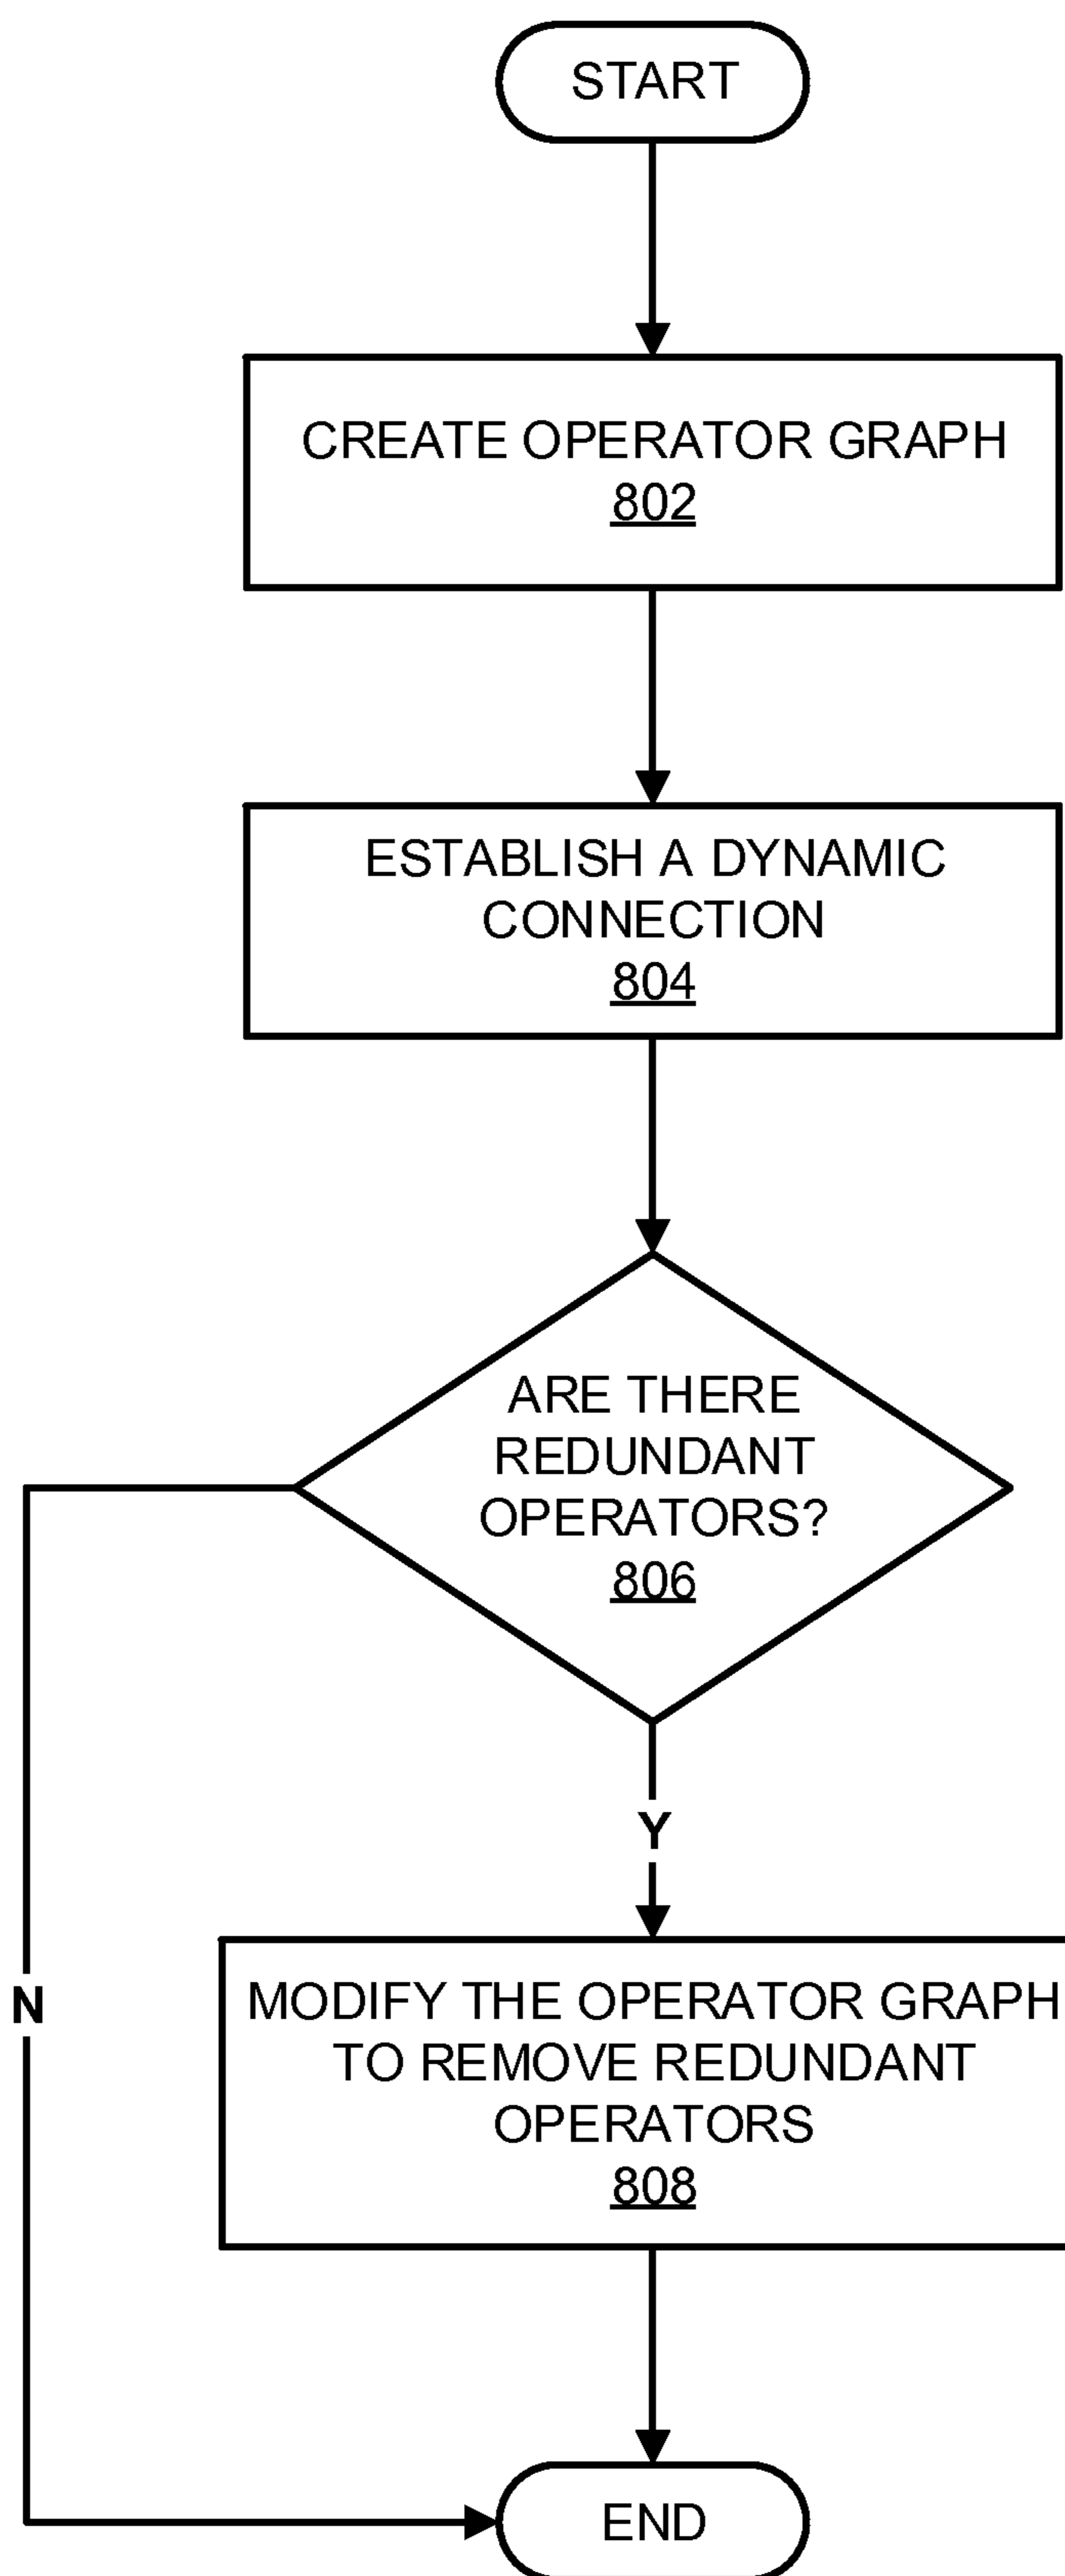 START
CREATE OPERATOR GRAPH
802
ESTABLISH A DYNAMIC
CONNECTION
804
ARE THERE
REDUNDANT
OPERATORS?
806
Y
N
MODIFY THE OPERATOR GRAPH
TO REMOVE REDUNDANT
OPERATORS
808
END